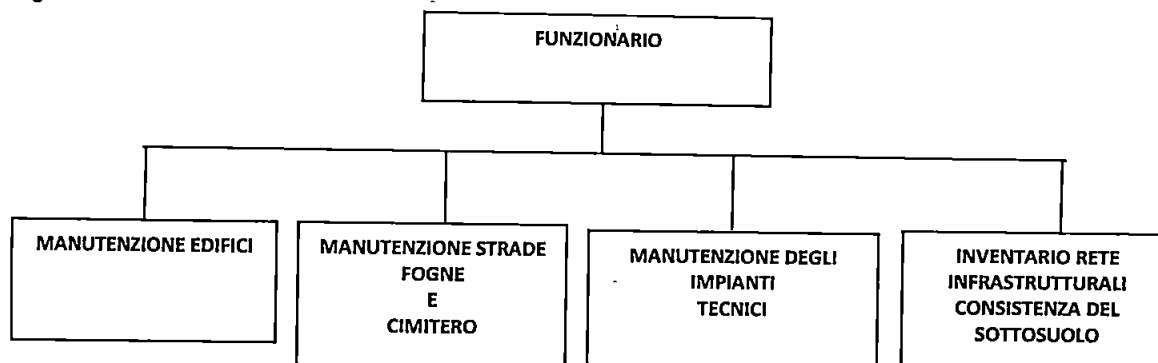 FUNZIONARIO
MANUTENZIONE EDIFICI
MANUTENZIONE STRADE
FOGNE
E
CIMITERO
MANUTENZIONE DEGLI
IMPIANTI
TECNICI
INVENTARIO RETE
INFRASTRUTTURALI
CONSISTENZA DEL
SOTTOSUOLO